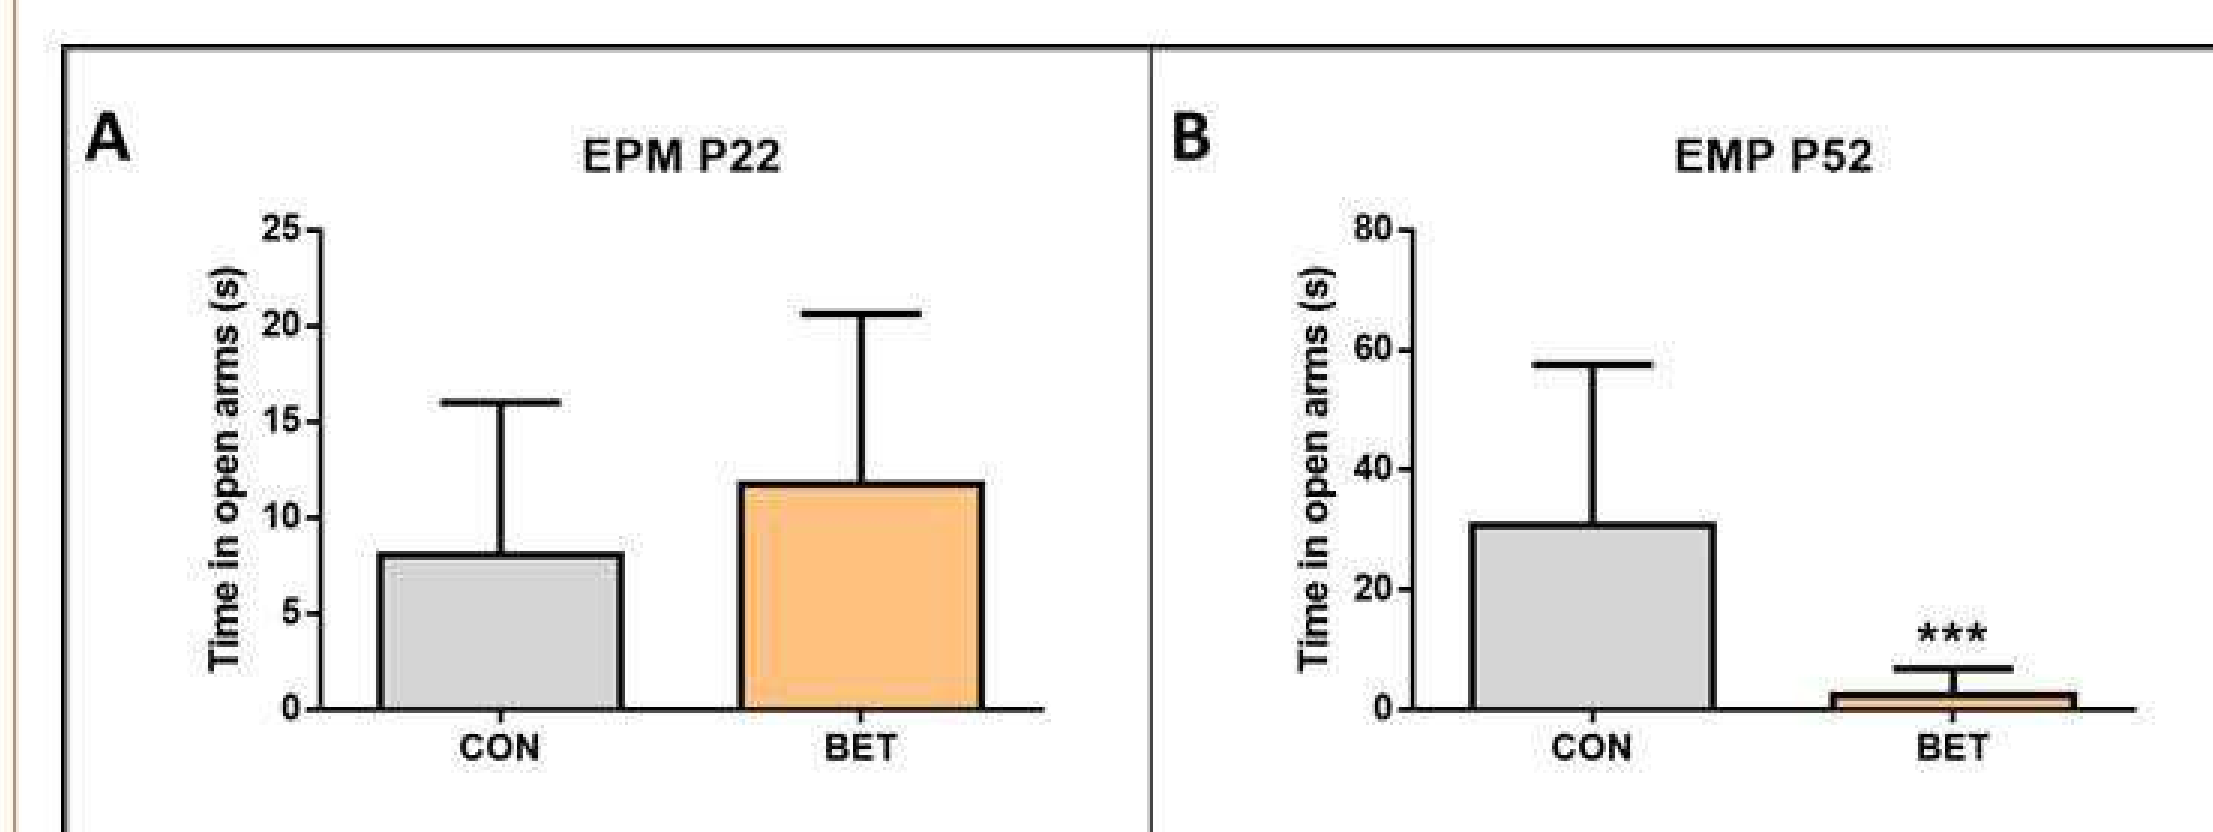 A
EPM P22
Time in open arms (s)
25
20
15
10
5
0
CON
BET
B
EMP P52
Time in open arms (s)
80
60
40
20
0
***
CON
BET